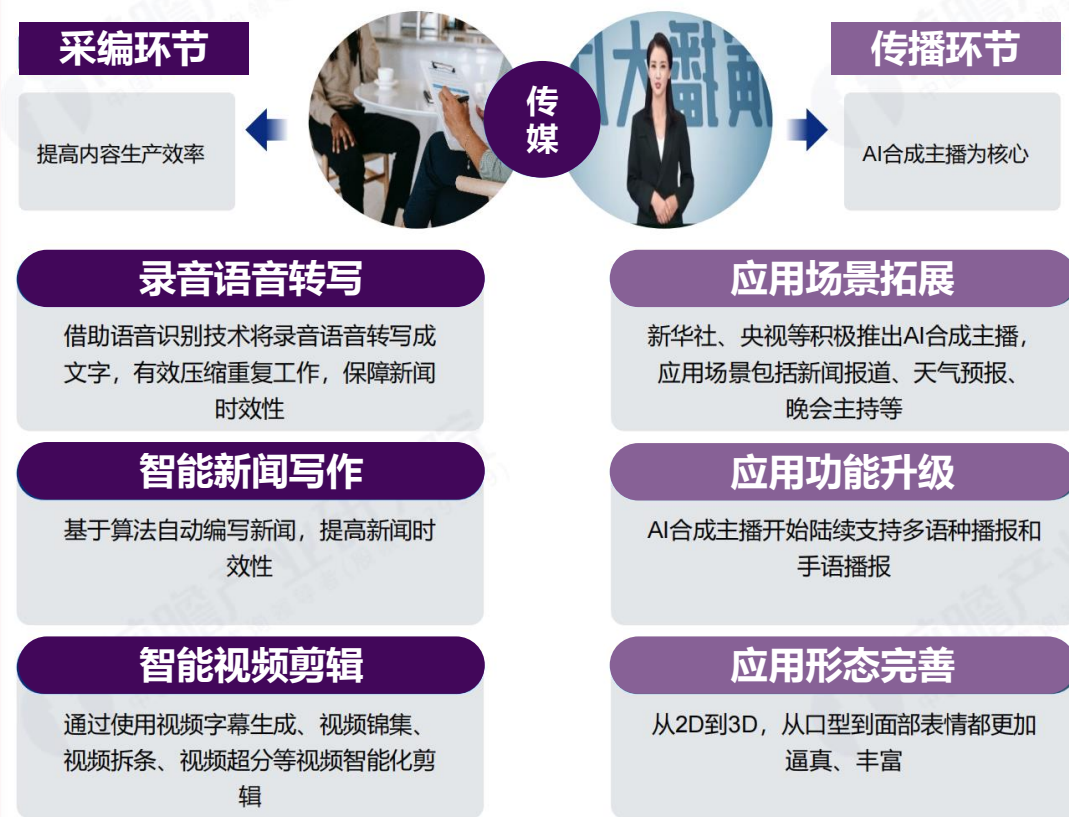 采编环节
传媒
传播环节
提高内容生产效率
AI合成主播为核心
录音语音转写
借助语音识别技术将录音语音转写成
文字，有效压缩重复工作，保障新闻
时效性
应用场景拓展
新华社、央视等积极推出AI合成主播，
应用场景包括新闻报道、天气预报、
晚会主持等
智能新闻写作
基于算法自动编写新闻，提高新闻时
效性
应用功能升级
AI合成主播开始陆续支持多语种播报和
手语播报
智能视频剪辑
通过使用视频字幕生成、视频锦集、
视频拆条、视频超分等视频智能化剪
辑
应用形态完善
从2D到3D，从口型到面部表情都更加
逼真、丰富